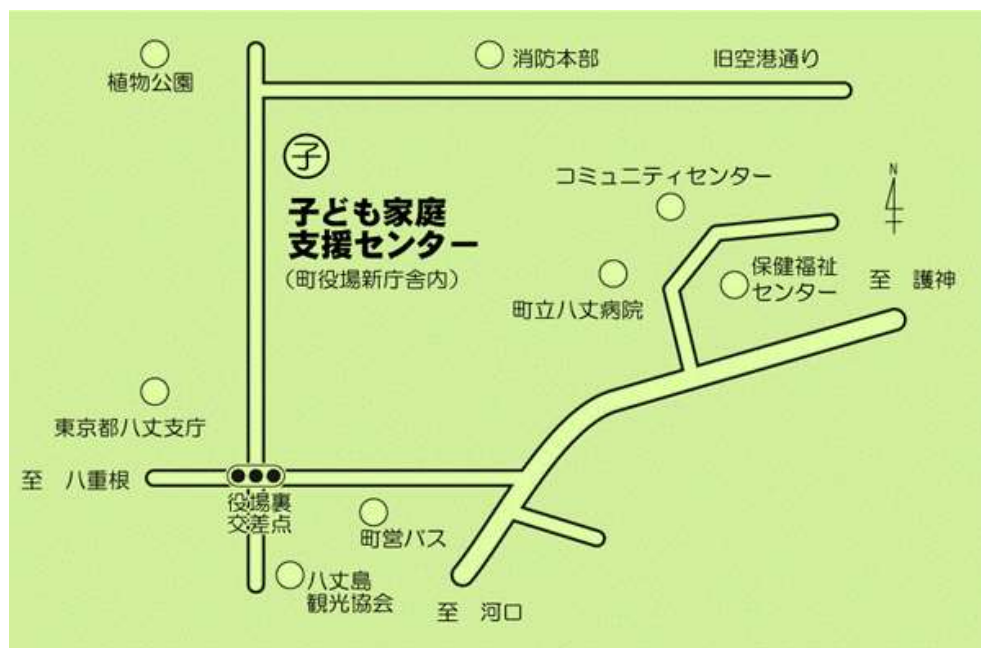 植物公園
消防本部
旧空港通り
子
子ども家庭
支援センター
(町役場新庁舎内)
コミュニティセンター
N
町立八丈病院
保健福祉
センター
至 護神
東京都八丈支庁
至 八重根
役場裏
交差点
町営バス
八丈島
観光協会
至 河口